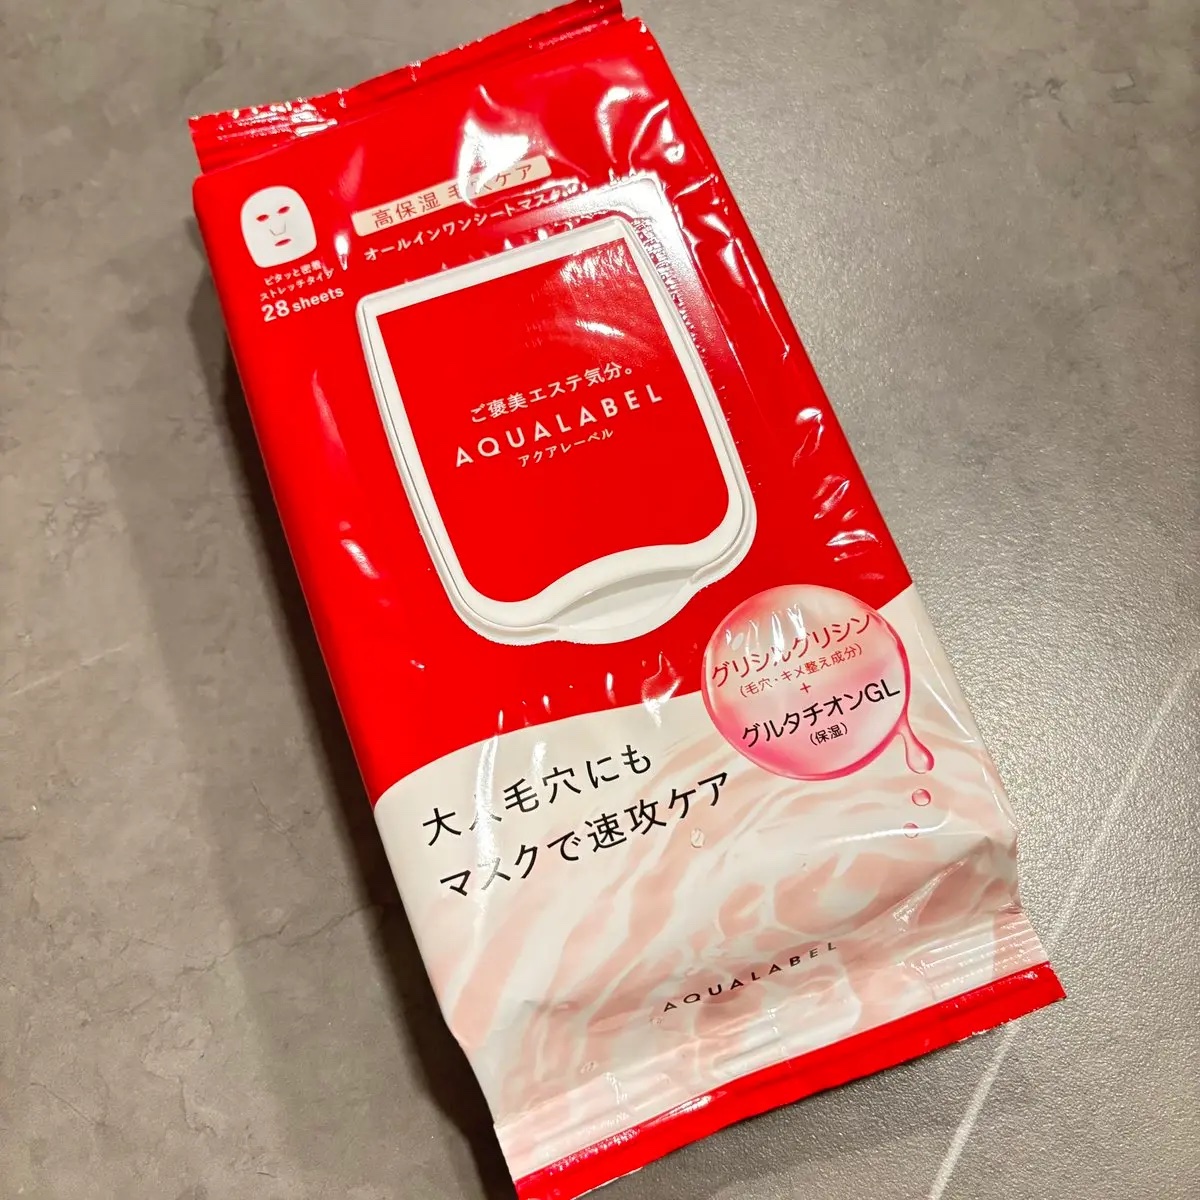 高保湿 毛穴ケア
オールインワンシートマスク
ピタッと密着
ストレッチタイプ
28 sheets
ご褒美エステ気分。
AQUALABEL
アクアレーベル
グリシルグリシン
(毛穴・キメ整え成分)
+
グルタチオンGL
(保湿)
大人毛穴にも
マスクで速攻ケア
AQUALABEL